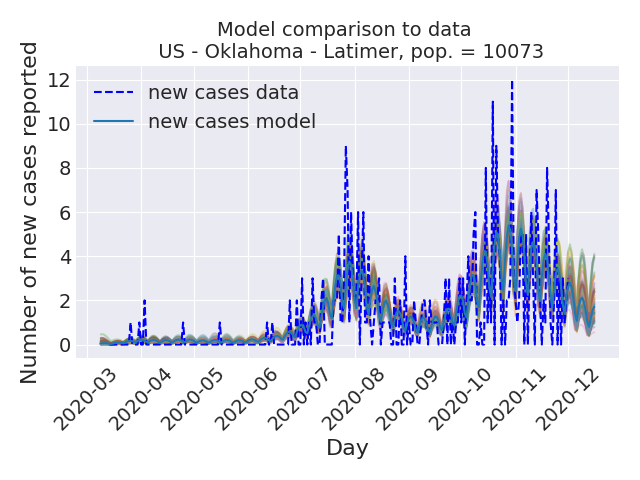 Model comparison to data
US - Oklahoma - Latimer, pop. = 10073
Number of new cases reported
12
10
8
6
4
2
0
new cases data
new cases model
2020-03
2020-04
2020-05
2020-06
2020-07
2020-08
2020-09
2020-10
2020-11
2020-12
Day